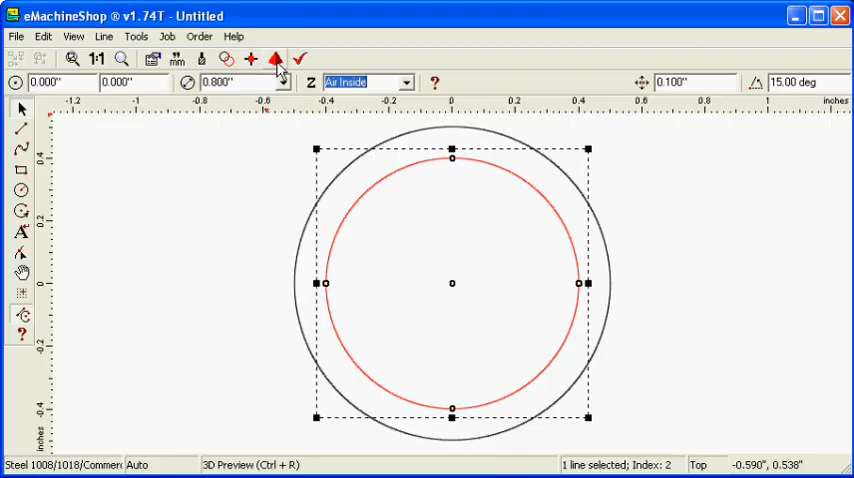 eMachineShop ® v1.74T - Untitled
File Edit View Line Tools Job Order Help
1:1
0.000" 0.000" 0.800" Z Air Inside ? 0.100" 15.00 deg
-1.2 -1 -0.8 -0.6 -0.4 -0.2 0 0.2 0.4 0.6 0.8 1 inches
0.4
0.2
0
-0.2
-0.4
inches
A
?
Steel 1008/1018/Commerc Auto 3D Preview (Ctrl + R) 1 line selected; Index: 2 Top -0.590", 0.538"